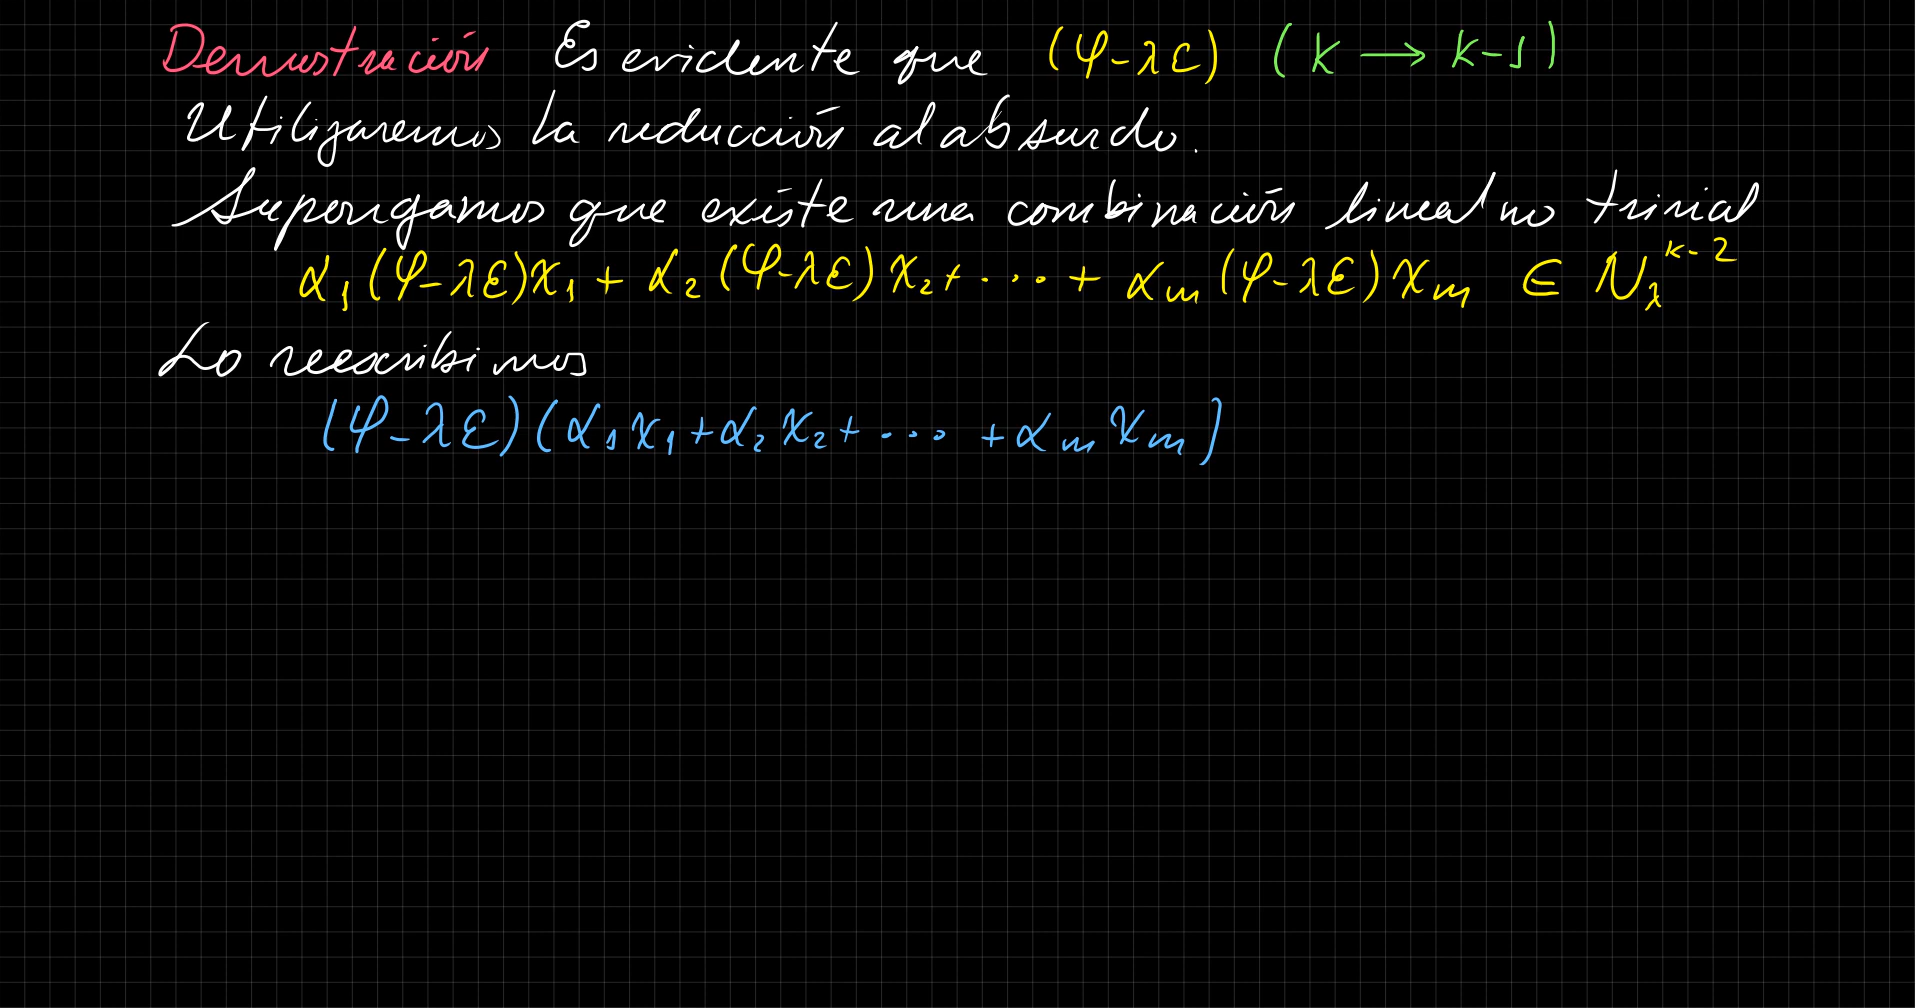 Demostración Es evidente que (φ-λε) (k → k-1)
Utilizaremos la reducción al absurdo.
Supongamos que existe una combinación lineal no trivial
α₁(φ-λε)x₁ + α₂(φ-λε)x₂ + ... + αₘ(φ-λε)xₘ ∈ N_λ^{k-2}
Lo reescribimos
(φ-λε)(α₁x₁ + α₂x₂ + ... + αₘxₘ)